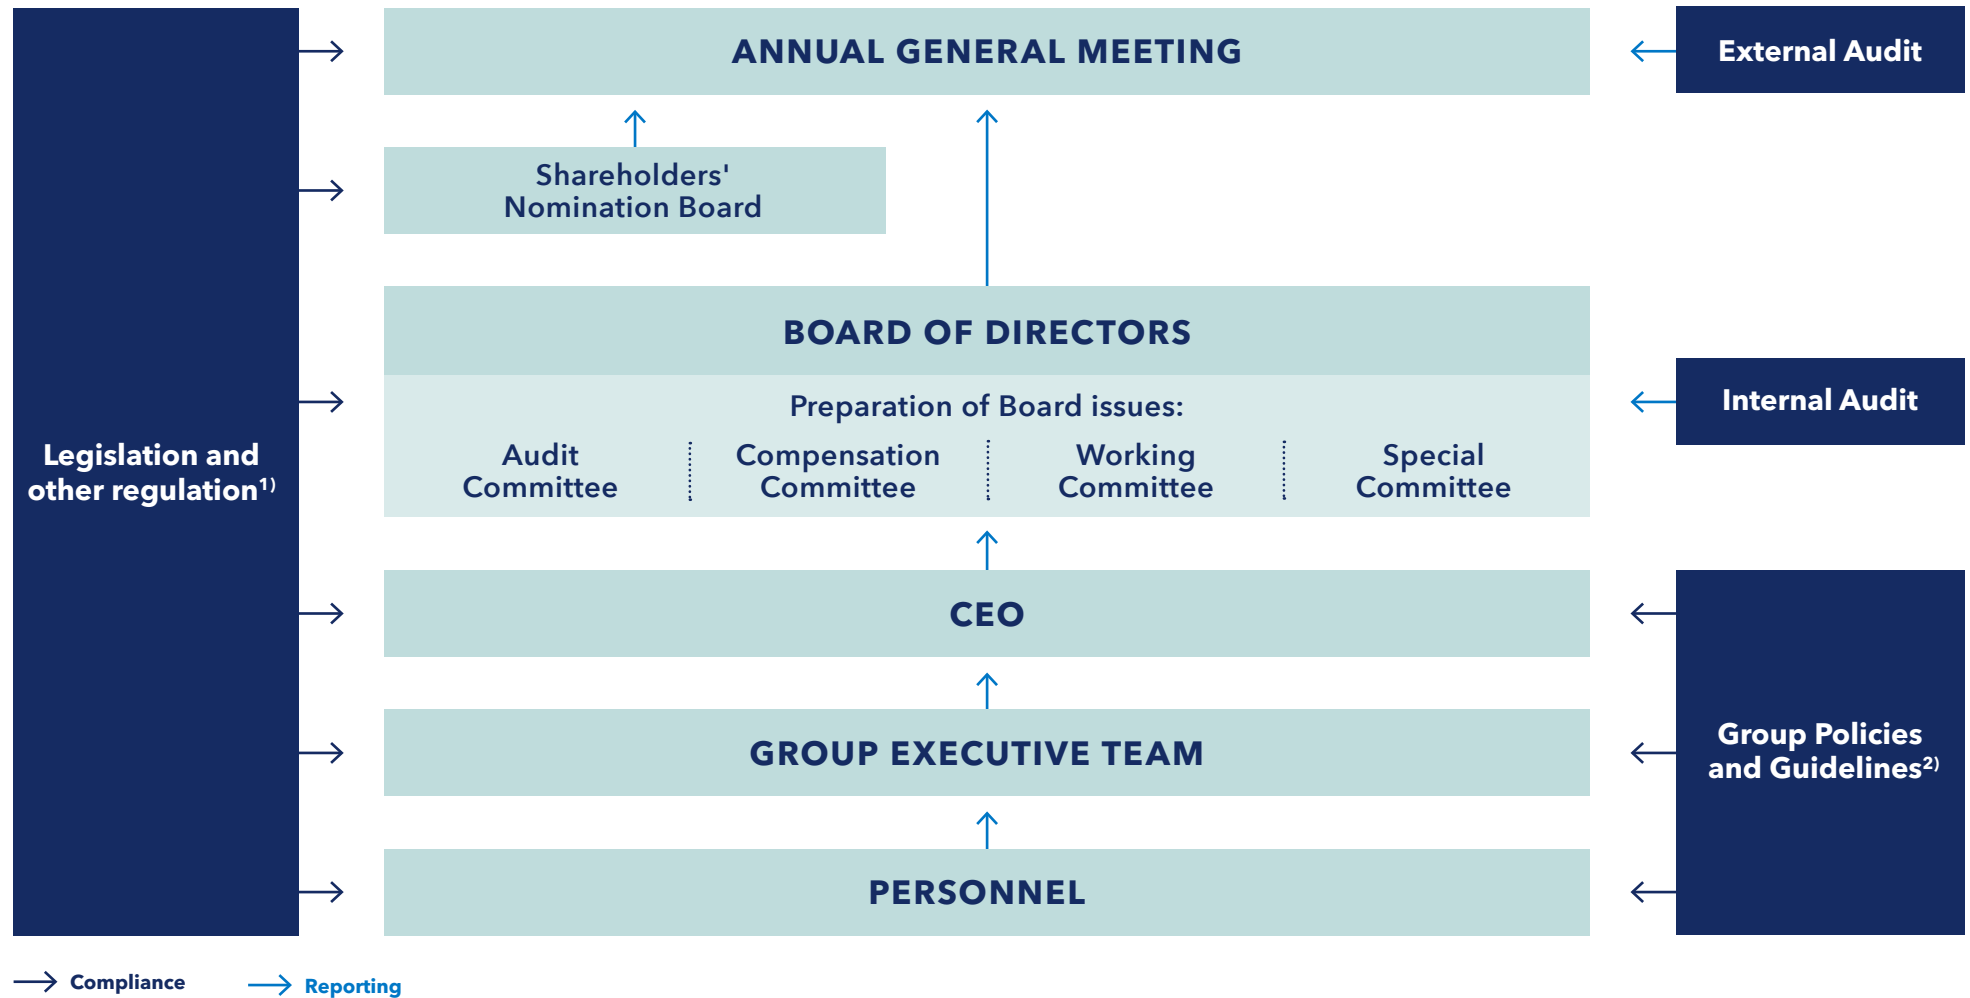 ANNUAL GENERAL MEETING
External Audit
Shareholders'
Nomination Board
BOARD OF DIRECTORS
Preparation of Board issues:
Audit
Committee
Compensation
Committee
Working
Committee
Special
Committee
Internal Audit
Legislation and
other regulation¹⁾
CEO
GROUP EXECUTIVE TEAM
Group Policies
and Guidelines²⁾
PERSONNEL
Compliance
Reporting